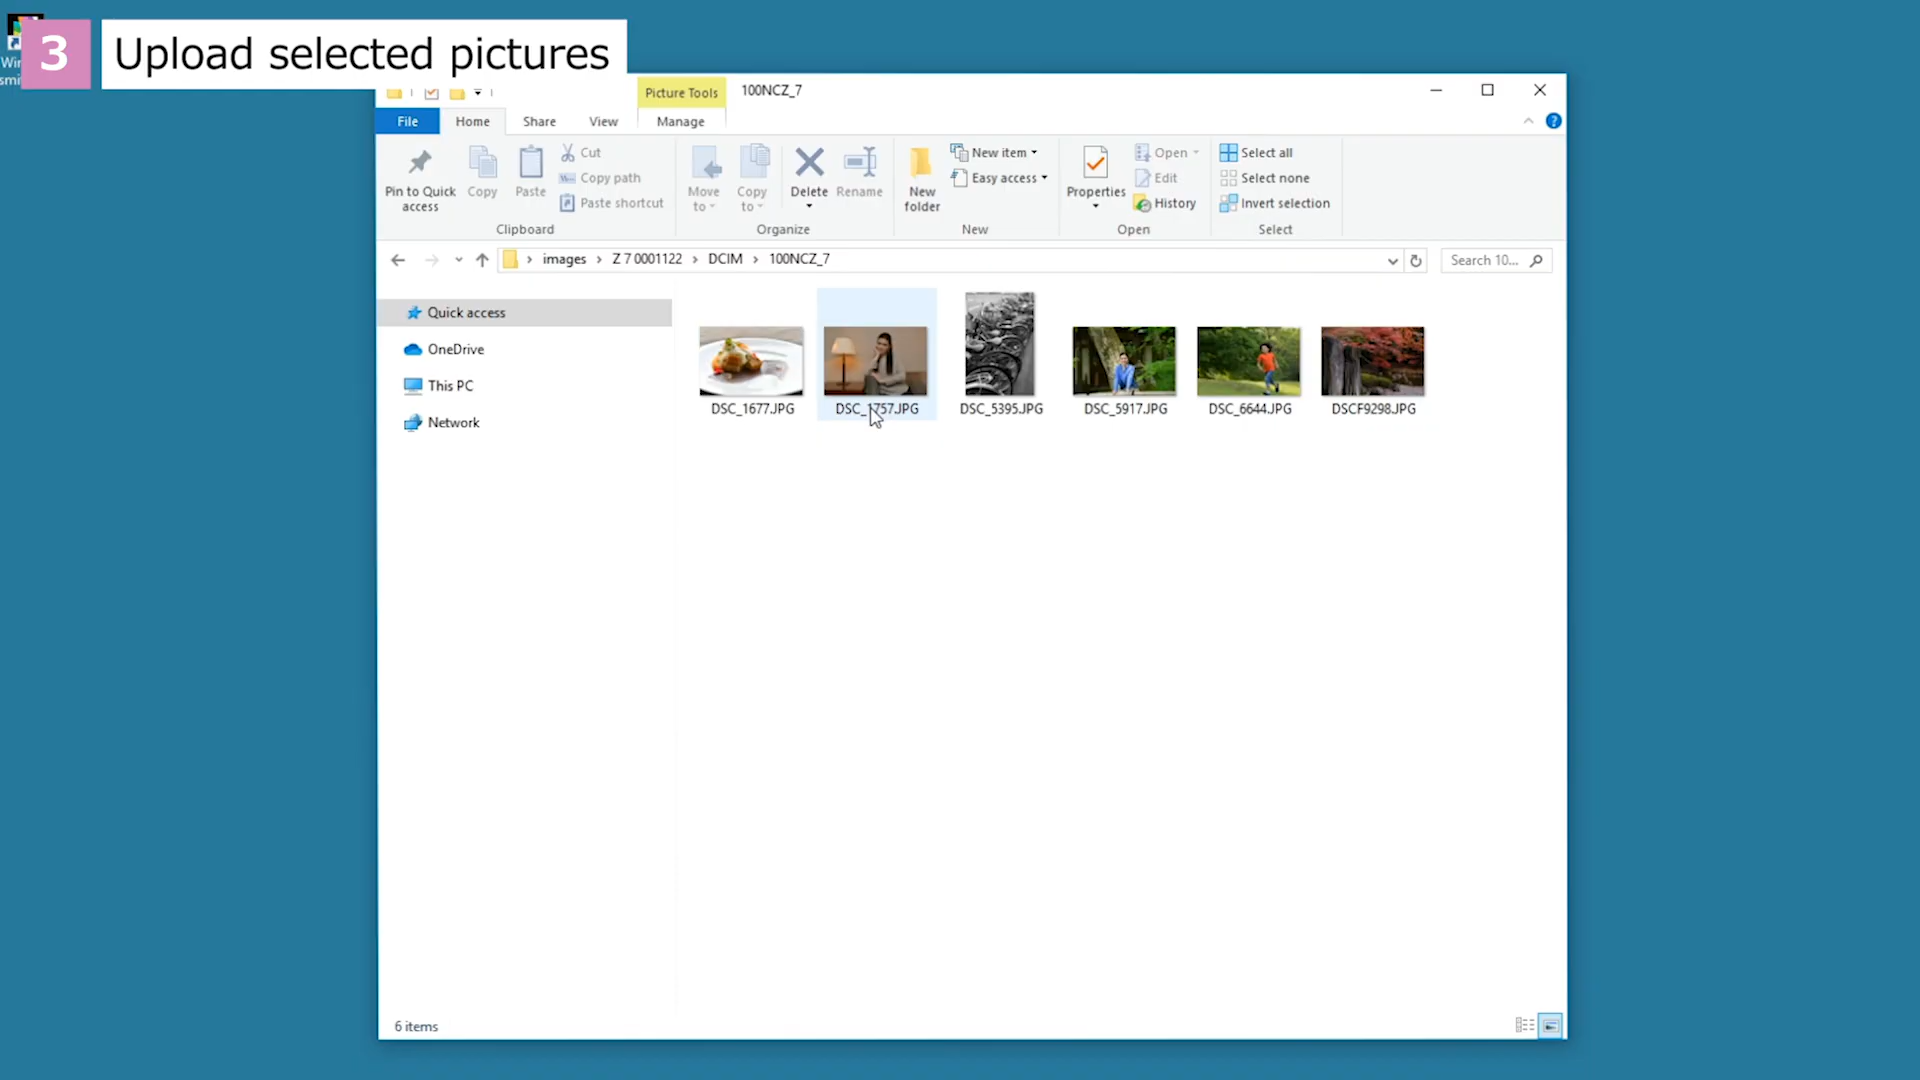 3 Upload selected pictures
Picture Tools
100NCZ_7
File
Home
Share
View
Manage
Pin to Quick
access
Copy
Paste
Cut
Copy path
Paste shortcut
Clipboard
Move
to
Copy
to
Delete
Rename
Organize
New
folder
New item
Easy access
New
Properties
Open
Edit
History
Open
Select all
Select none
Invert selection
Select
images > Z 7 0001122 > DCIM > 100NCZ_7
Search 10...
Quick access
OneDrive
This PC
Network
DSC_1677.JPG
DSC_1757.JPG
DSC_5395.JPG
DSC_5917.JPG
DSC_6644.JPG
DSCF9298.JPG
6 items